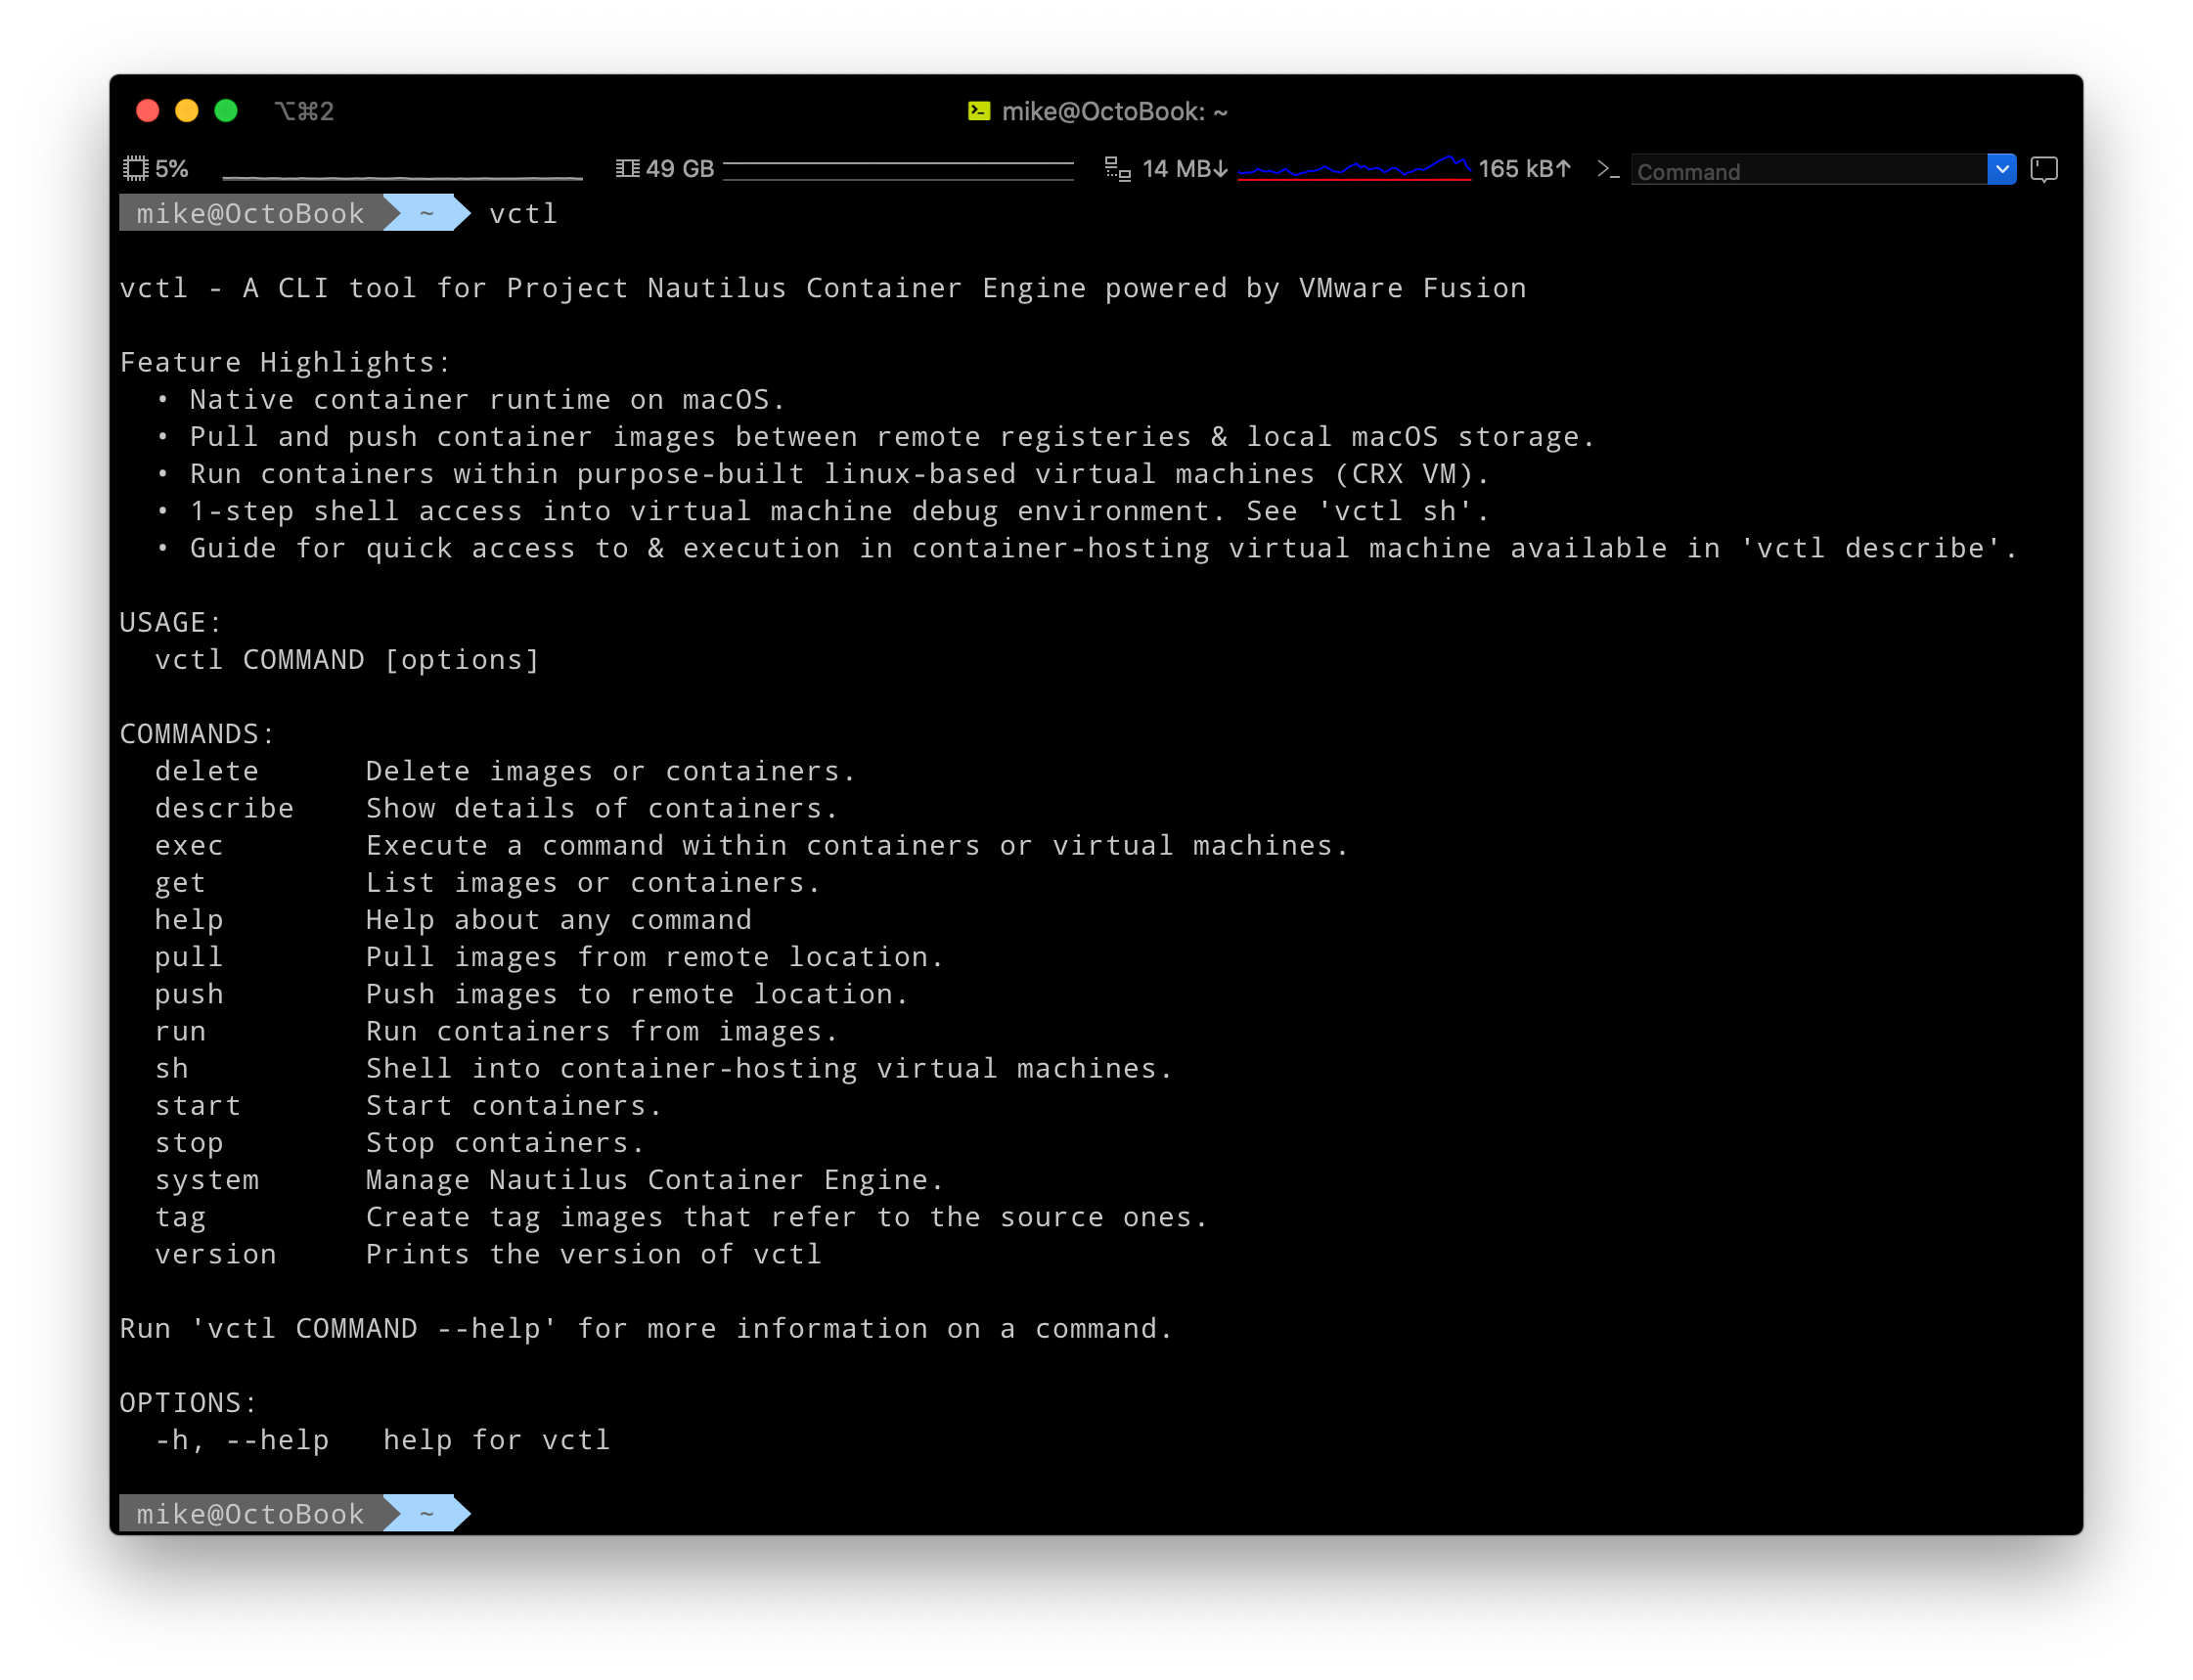 ⌥⌘2 mike@OctoBook: ~
5% 49 GB 14 MB↓ 165 kB↑ Command
mike@OctoBook ~ vctl
vctl - A CLI tool for Project Nautilus Container Engine powered by VMware Fusion
Feature Highlights:
• Native container runtime on macOS.
• Pull and push container images between remote registeries & local macOS storage.
• Run containers within purpose-built linux-based virtual machines (CRX VM).
• 1-step shell access into virtual machine debug environment. See 'vctl sh'.
• Guide for quick access to & execution in container-hosting virtual machine available in 'vctl describe'.
USAGE:
vctl COMMAND [options]
COMMANDS:
delete Delete images or containers.
describe Show details of containers.
exec Execute a command within containers or virtual machines.
get List images or containers.
help Help about any command
pull Pull images from remote location.
push Push images to remote location.
run Run containers from images.
sh Shell into container-hosting virtual machines.
start Start containers.
stop Stop containers.
system Manage Nautilus Container Engine.
tag Create tag images that refer to the source ones.
version Prints the version of vctl
Run 'vctl COMMAND --help' for more information on a command.
OPTIONS:
-h, --help help for vctl
mike@OctoBook ~